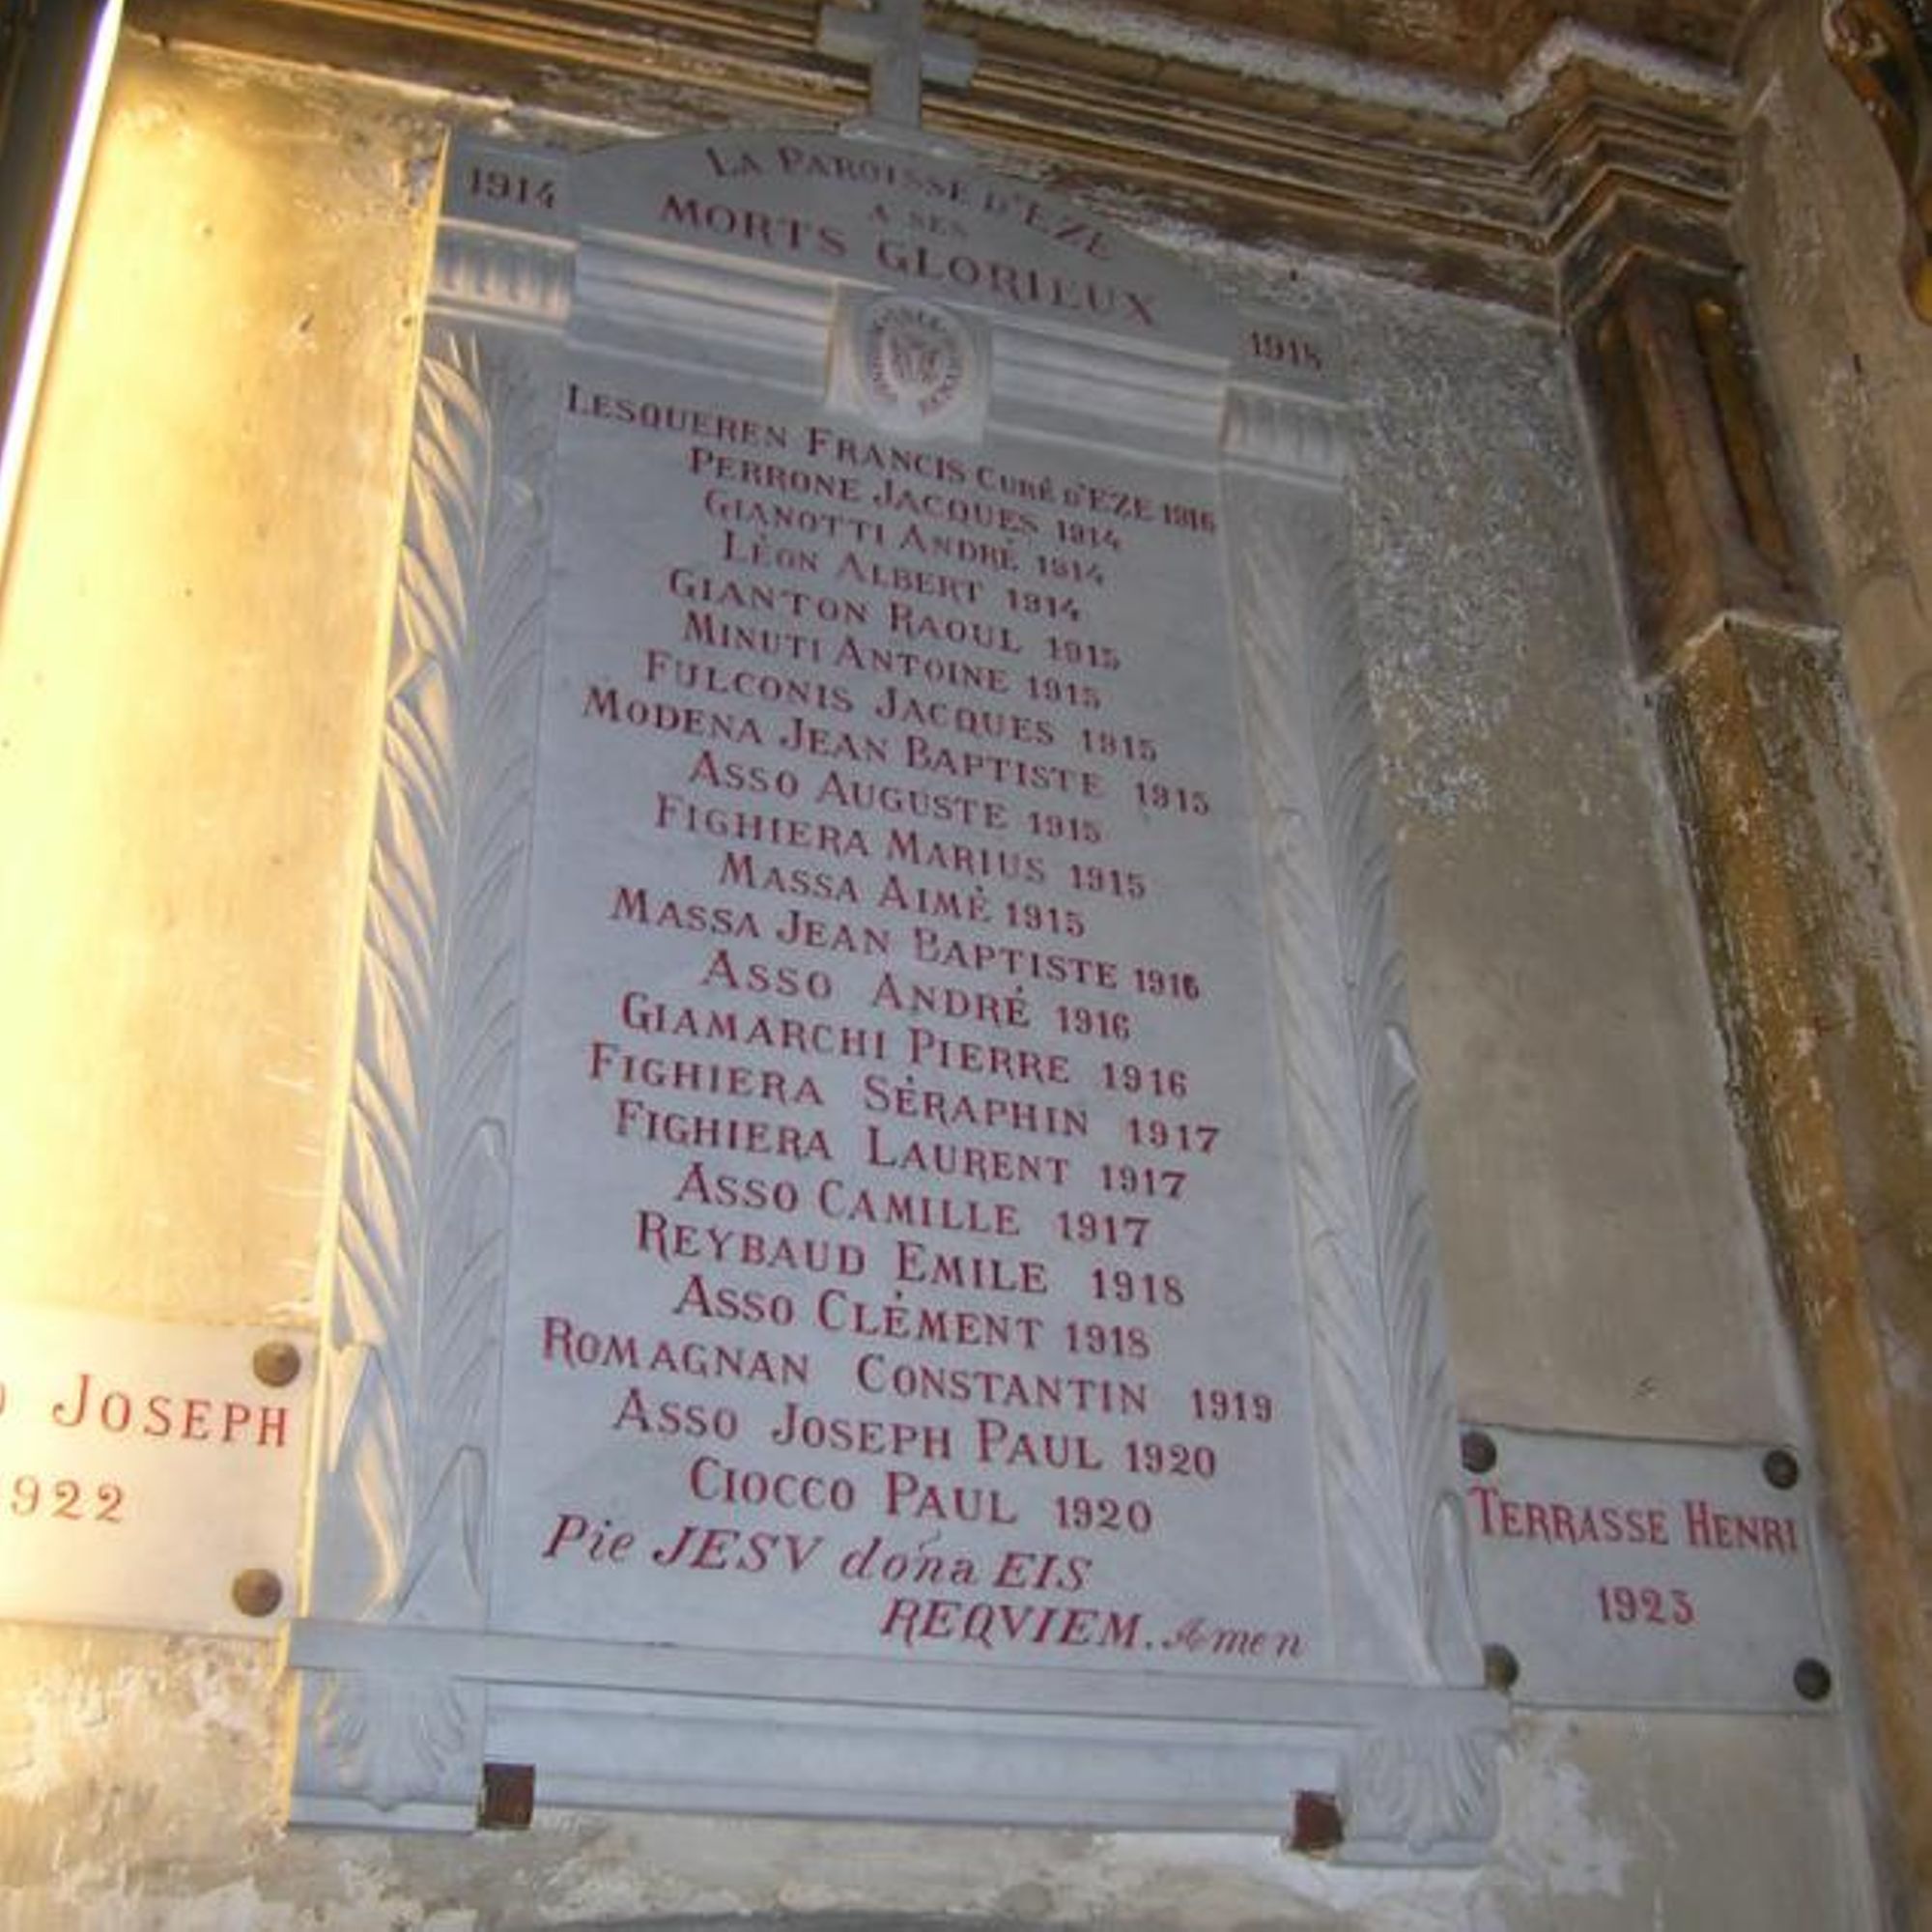 LA PAROISSE D'EZE
A SES
MORTS GLORIEUX
1914
1918
LESQUEREN FRANCIS CURÉ D'EZE 1916
PERRONE JACQUES 1914
GIANOTTI ANDRÉ 1914
LÉON ALBERT 1914
GIANTON RAOUL 1915
MINUTI ANTOINE 1915
FULCONIS JACQUES 1915
MODENA JEAN BAPTISTE 1915
ASSO AUGUSTE 1915
FIGHIERA MARIUS 1915
MASSA AIMÉ 1915
MASSA JEAN BAPTISTE 1916
ASSO ANDRÉ 1916
GIAMARCHI PIERRE 1916
FIGHIERA SÉRAPHIN 1917
FIGHIERA LAURENT 1917
ASSO CAMILLE 1917
REYBAUD EMILE 1918
ASSO CLÉMENT 1918
ROMAGNAN CONSTANTIN 1919
ASSO JOSEPH PAUL 1920
CIOCCO PAUL 1920
Pie JESV dona EIS
REQVIEM. Amen
JOSEPH
922
TERRASSE HENRI
1923